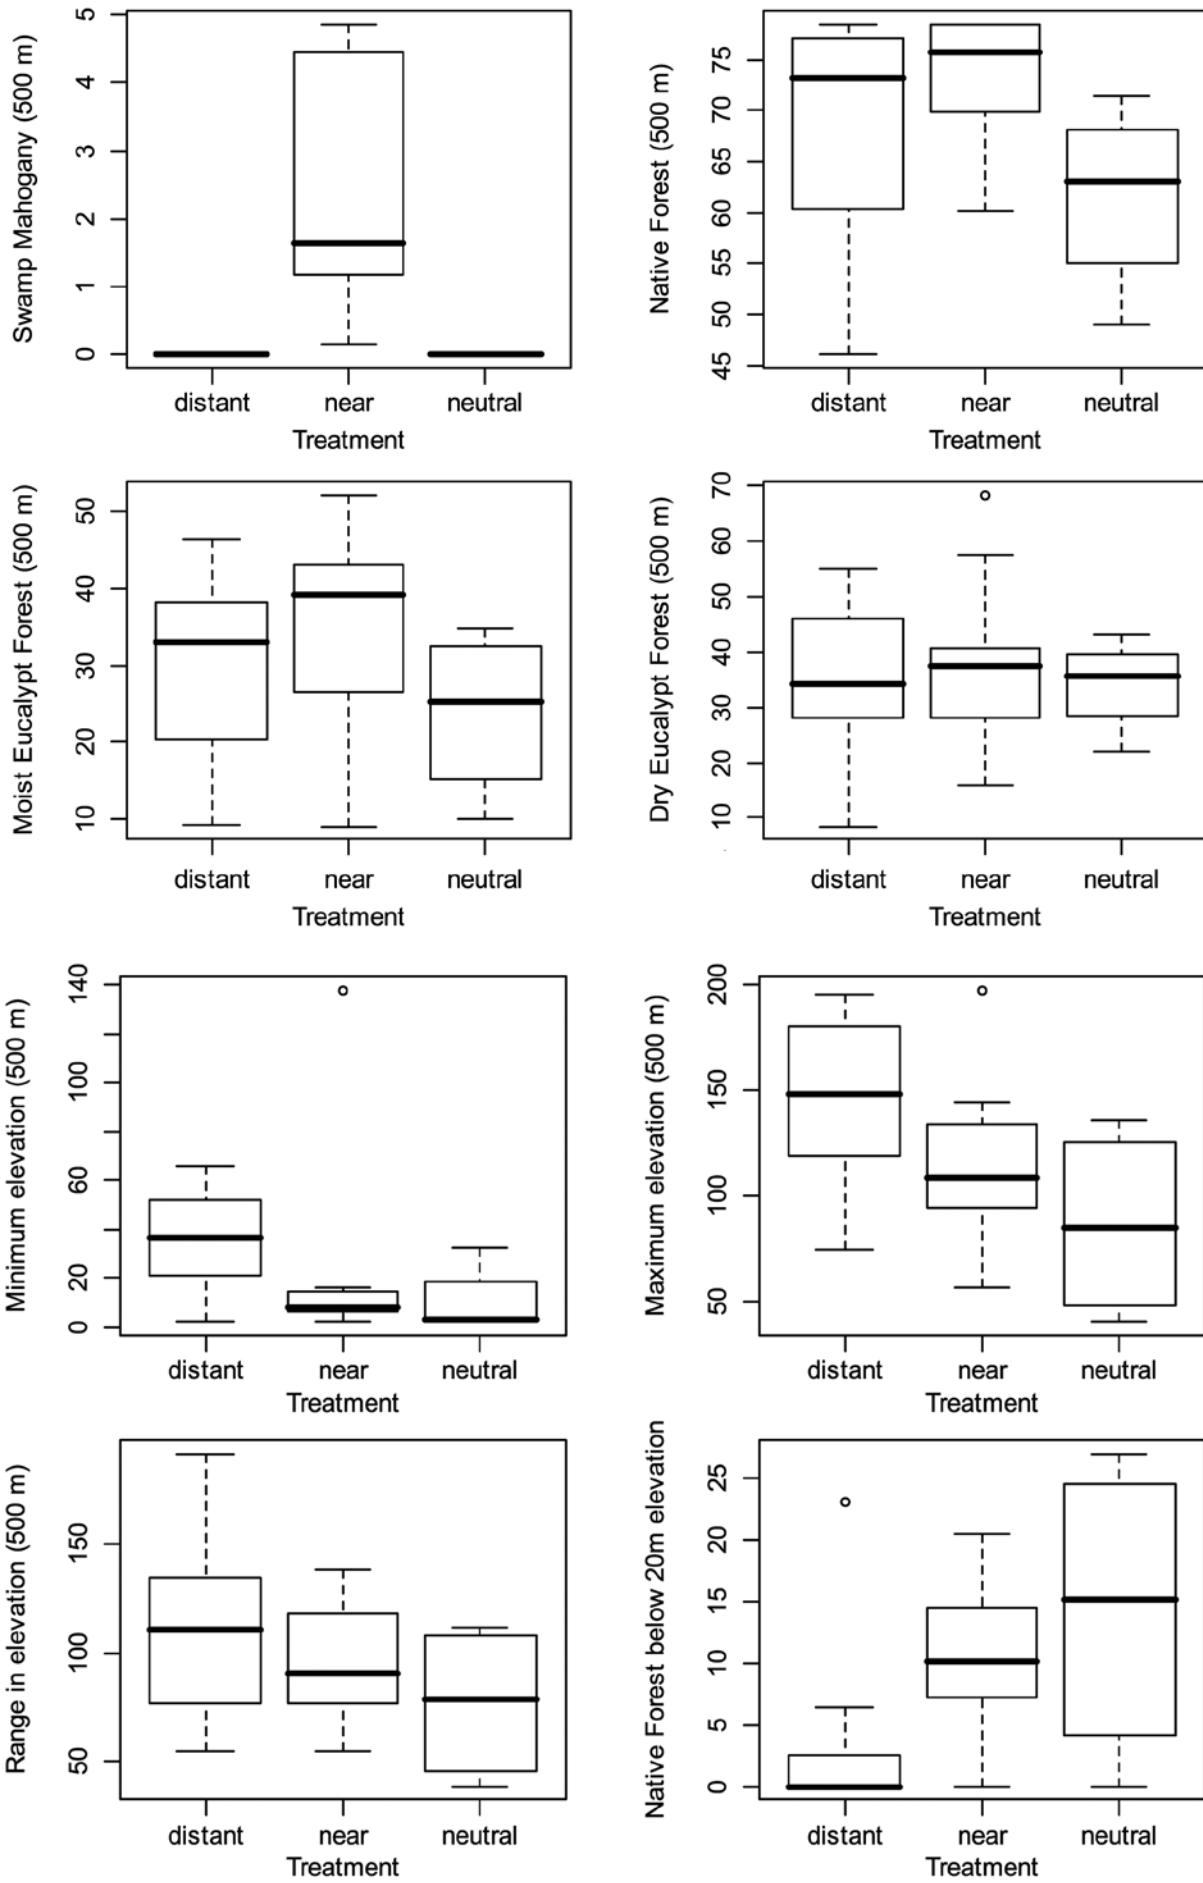 Swamp Mahogany (500 m)
5
4
3
2
1
0
distant near neutral
Treatment
Native Forest (500 m)
75
70
65
60
55
50
45
distant near neutral
Treatment
Moist Eucalypt Forest (500 m)
50
40
30
20
10
distant near neutral
Treatment
Dry Eucalypt Forest (500 m)
70
60
50
40
30
20
10
distant near neutral
Treatment
Minimum elevation (500 m)
140
100
60
20
0
distant near neutral
Treatment
Maximum elevation (500 m)
200
150
100
50
distant near neutral
Treatment
Range in elevation (500 m)
150
100
50
distant near neutral
Treatment
Native Forest below 20m elevation
25
20
15
10
5
0
distant near neutral
Treatment